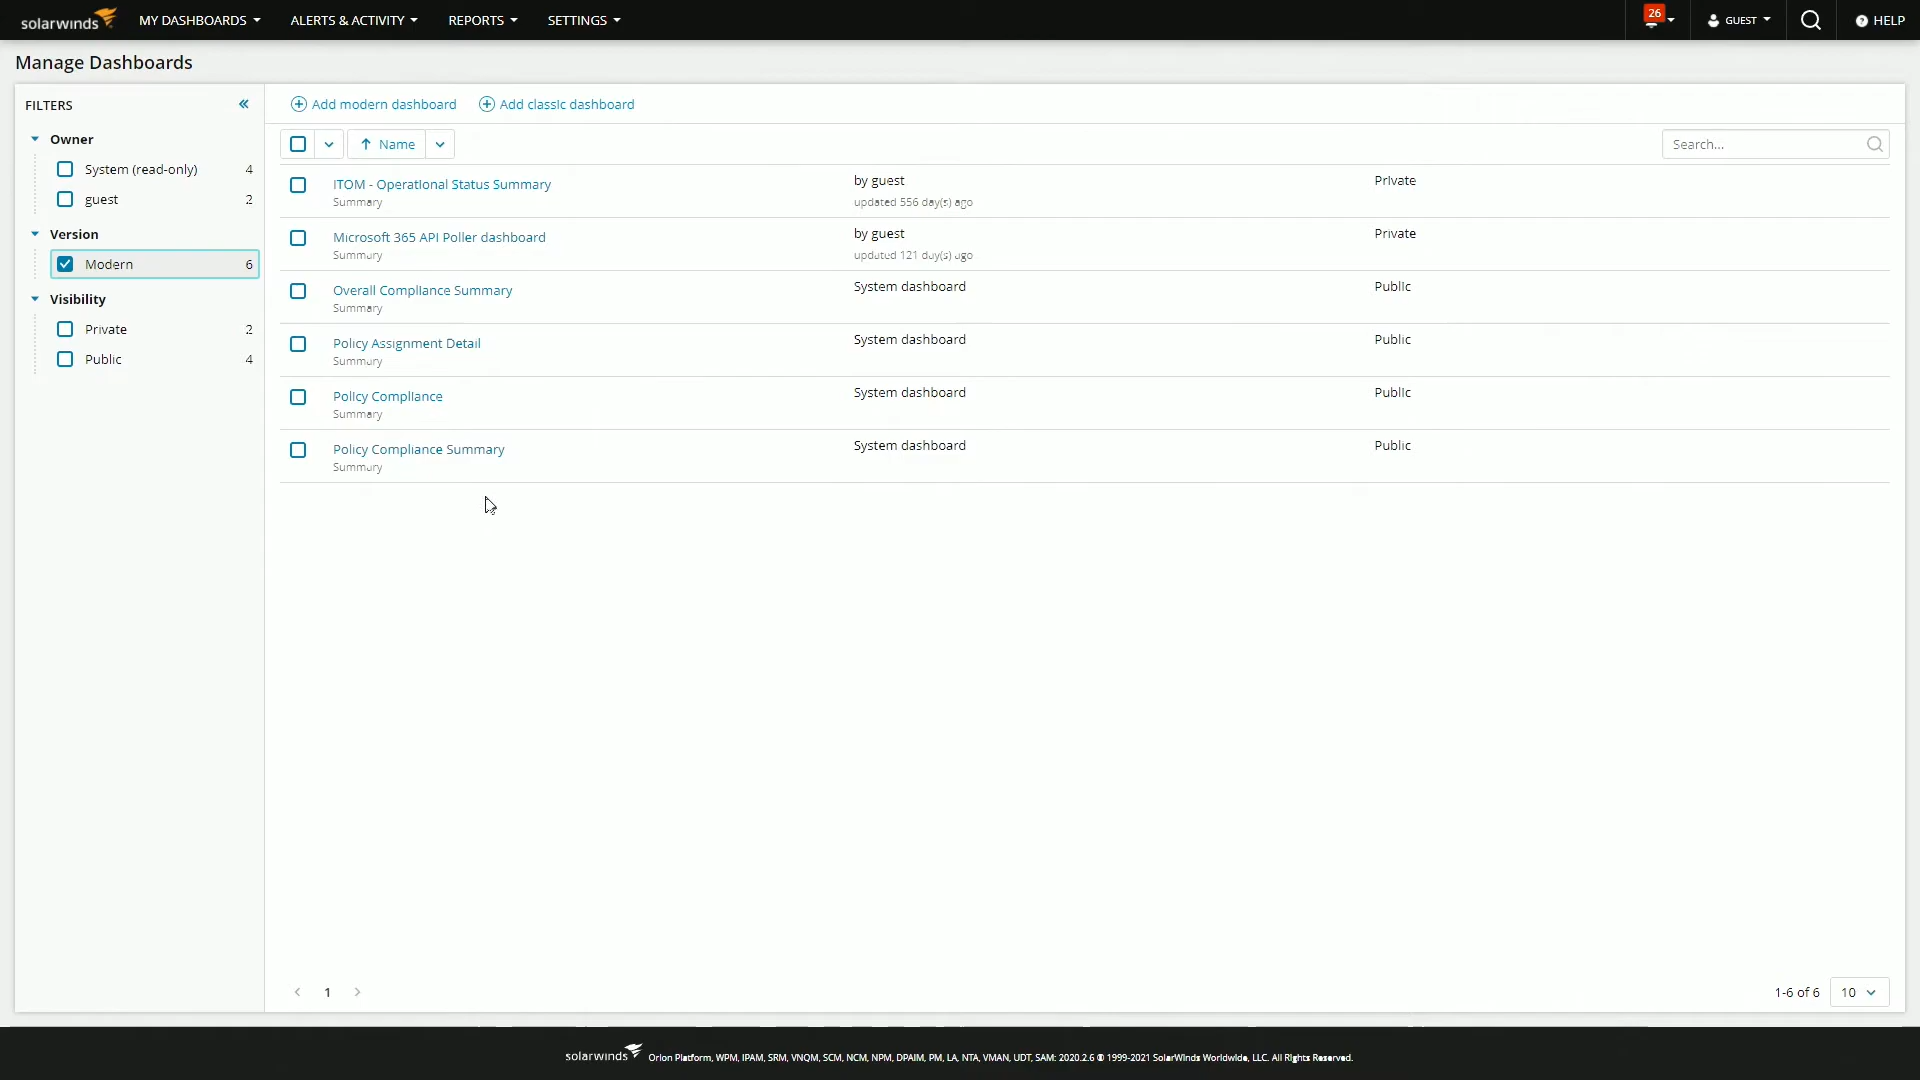 solarwinds MY DASHBOARDS ALERTS & ACTIVITY REPORTS SETTINGS 26 GUEST HELP
Manage Dashboards
FILTERS
Owner
System (read-only) 4
guest 2
Version
Modern 6
Visibility
Private 2
Public 4
Add modern dashboard Add classic dashboard
Name Search...
ITOM - Operational Status Summary by guest Private
Summary updated 556 day(s) ago
Microsoft 365 API Poller dashboard by guest Private
Summary updated 121 day(s) ago
Overall Compliance Summary System dashboard Public
Summary
Policy Assignment Detail System dashboard Public
Summary
Policy Compliance System dashboard Public
Summary
Policy Compliance Summary System dashboard Public
Summary
1 1-6 of 6 10
solarwinds Orion Platform, WPM, IPAM, SRM, VNQM, SCM, NCM, NPM, DPAIM, PM, LA, NTA, VMAN, UDT, SAM: 2020.2.6 © 1999-2021 SolarWinds Worldwide, LLC. All Rights Reserved.